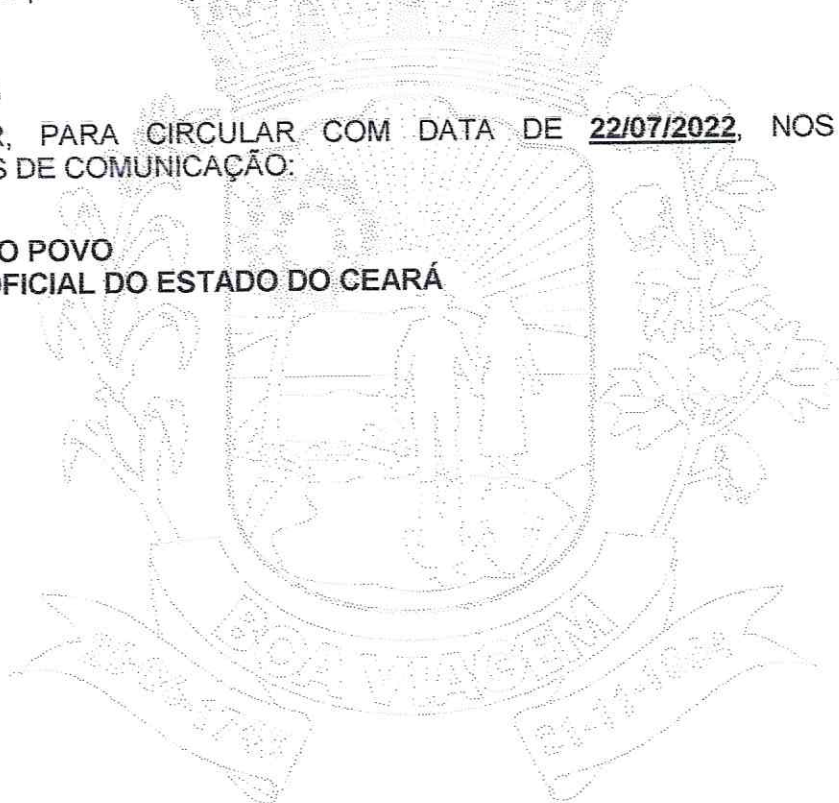 R, PARA CIRCULAR COM DATA DE 22/07/2022, NOS
S DE COMUNICAÇÃO:
O POVO
OFICIAL DO ESTADO DO CEARÁ
BOA VIAGEM